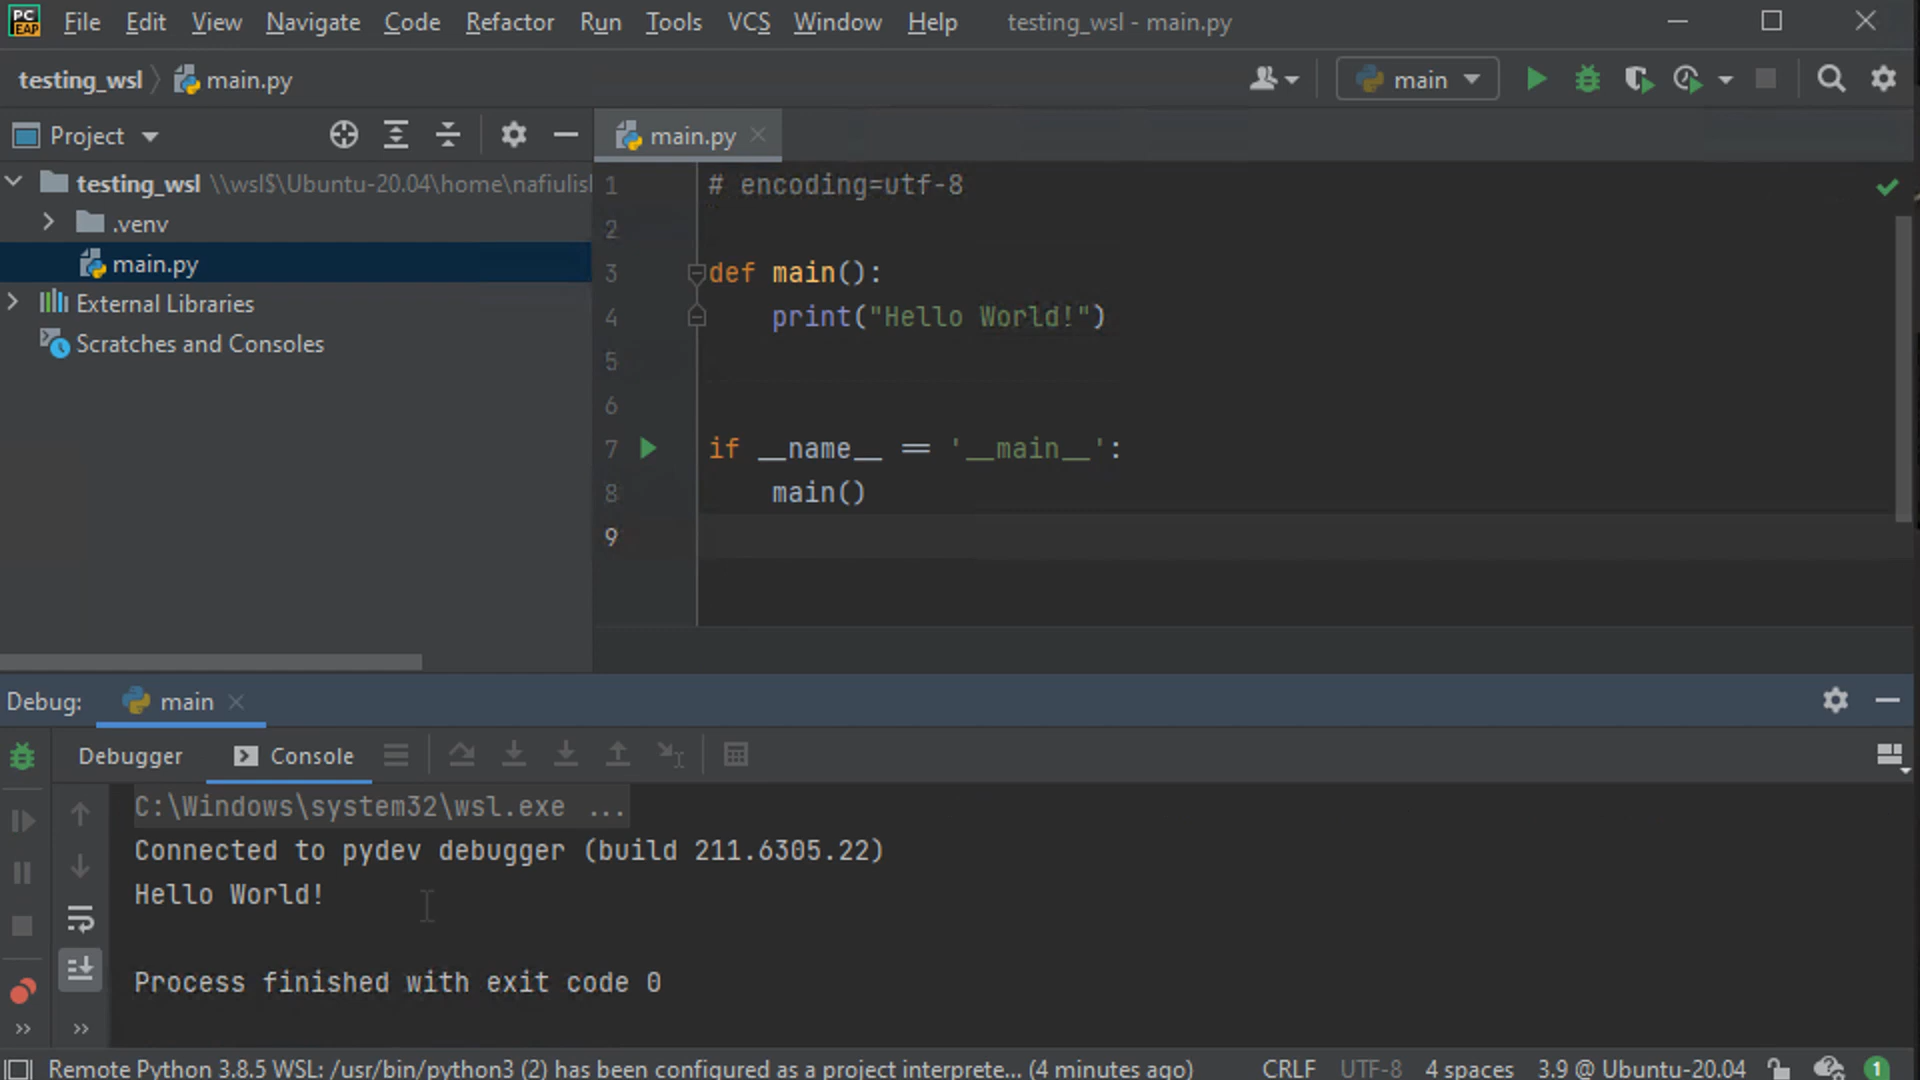 PC EAP File Edit View Navigate Code Refactor Run Tools VCS Window Help testing_wsl - main.py
testing_wsl main.py main
Project main.py
testing_wsl \\wsl$\Ubuntu-20.04\home\nafiulis
.venv
main.py
External Libraries
Scratches and Consoles
1 # encoding=utf-8
2
3 def main():
4 print("Hello World!")
5
6
7 if __name__ == '__main__':
8 main()
9
Debug: main
Debugger Console
C:\Windows\system32\wsl.exe ...
Connected to pydev debugger (build 211.6305.22)
Hello World!
Process finished with exit code 0
Remote Python 3.8.5 WSL: /usr/bin/python3 (2) has been configured as a project interprete... (4 minutes ago) CRLF UTF-8 4 spaces 3.9 @ Ubuntu-20.04 1